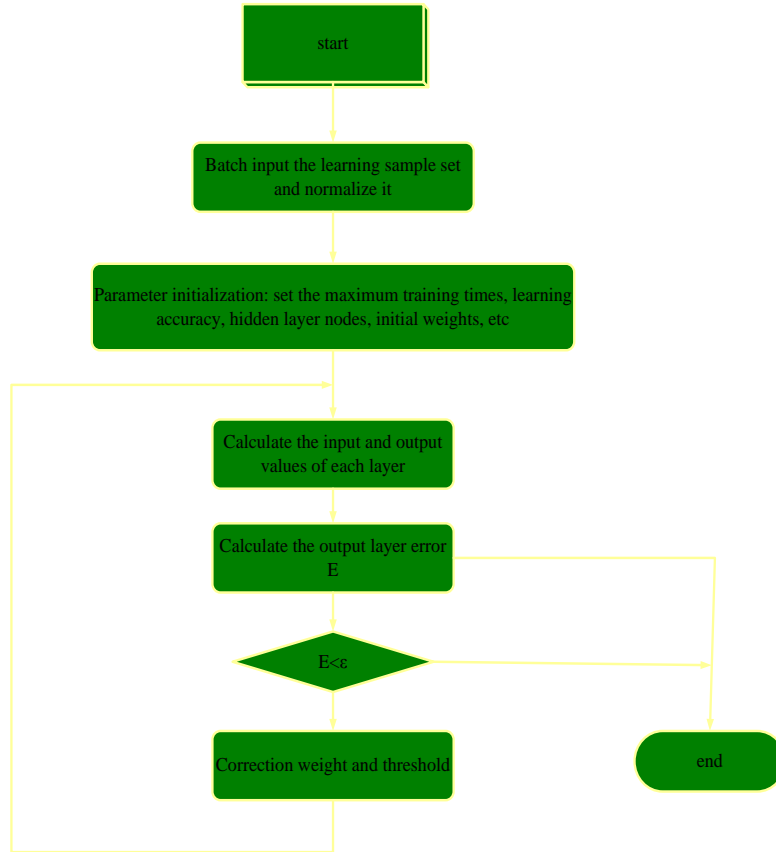 start
Batch input the learning sample set
and normalize it
Parameter initialization: set the maximum training times, learning
accuracy, hidden layer nodes, initial weights, etc
Calculate the input and output
values of each layer
Calculate the output layer error
E
E<ε
Correction weight and threshold
end